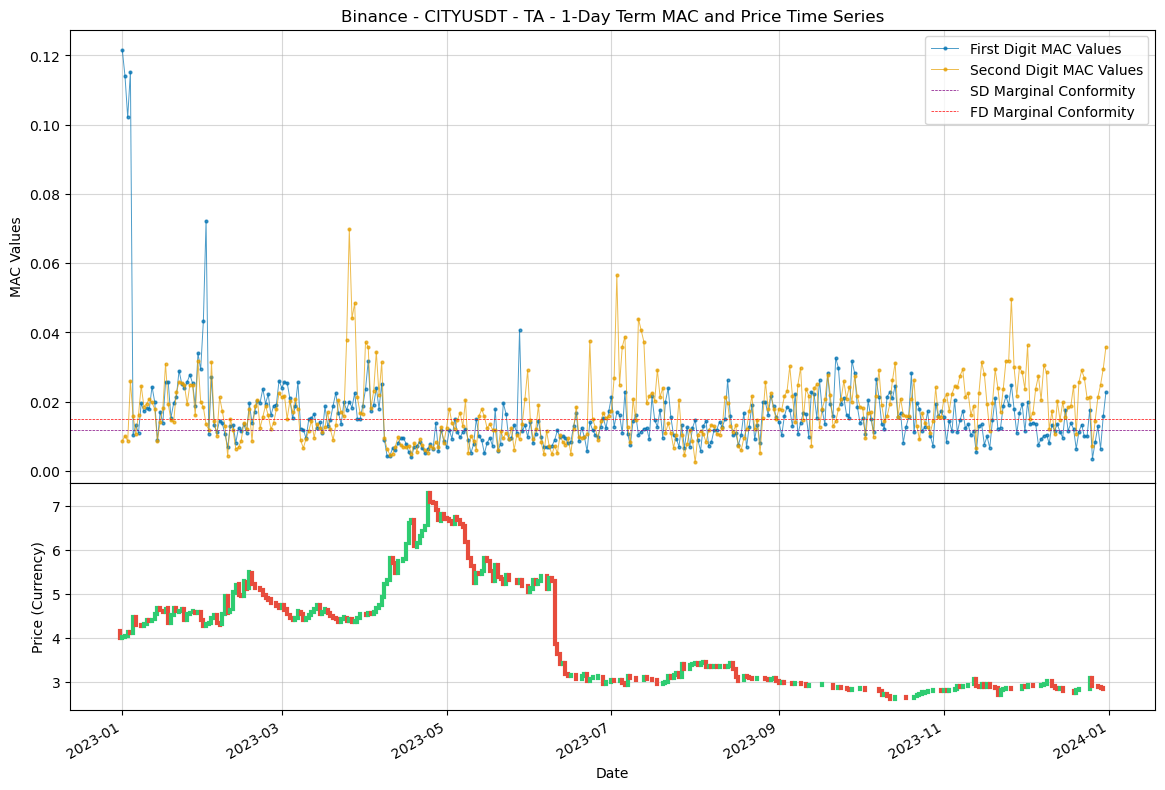 Binance - CITYUSDT - TA - 1-Day Term MAC and Price Time Series
First Digit MAC Values
Second Digit MAC Values
SD Marginal Conformity
FD Marginal Conformity
MAC Values
0.12
0.10
0.08
0.06
0.04
0.02
0.00
Price (Currency)
7
6
5
4
3
2023-01
2023-03
2023-05
2023-07
2023-09
2023-11
2024-01
Date